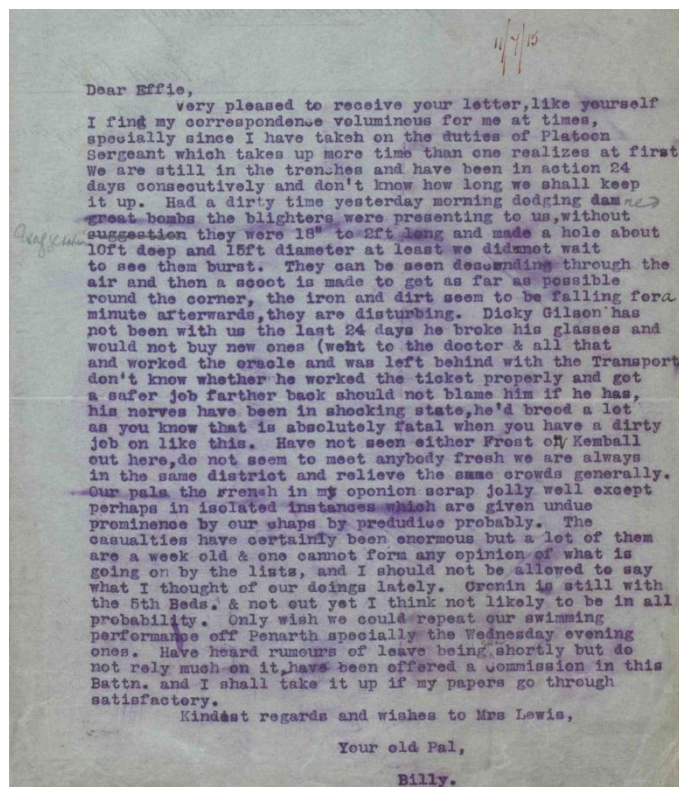 11/7/15
Dear Effie,
very pleased to receive your letter,like yourself
I find my correspondence voluminous for me at times,
specially since I have takeh on the duties of Platoon
Sergeant which takes up more time than one realizes at first
We are still in the trenches and have been in action 24
days consecutively and don't know how long we shall keep
it up. Had a dirty time yesterday morning dodging damned
great bombs the blighters were presenting to us,without
exaggeration suggestion they were 18" to 2ft long and made a hole about
10ft deep and 15ft diameter at least we did not wait
to see them burst. They can be seen descending through the
air and then a scoot is made to get as far as possible
round the corner, the iron and dirt seem to be falling for a
minute afterwards,they are disturbing. Dicky Gilson has
not been with us the last 24 days he broke his glasses and
would not buy new ones (went to the doctor & all that
and worked the oracle and was left behind with the Transport
don't know whether he worked the ticket properly and got
a safer job farther back should not blame him if he has,
his nerves have been in shocking state,he'd brood a lot
as you know that is absolutely fatal when you have a dirty
job on like this. Have not seen either Frost or Kemball
out here,do not seem to meet anybody fresh we are always
in the same district and relieve the same crowds generally.
Our pals the French in my oponion scrap jolly well except
perhaps in isolated instances which are given undue
prominence by our chaps by predudice probably. The
casualties have certainly been enormous but a lot of them
are a week old & one cannot form any opinion of what is
going on by the lists, and I should not be allowed to say
what I thought of our doings lately. Cronin is still with
the 5th Beds. & not out yet I think not likely to be in all
probability. Only wish we could repeat our swimming
performance off Penarth specially the Wednesday evening
ones. Have heard rumours of leave being shortly but do
not rely much on it,have been offered a Commission in this
Battn. and I shall take it up if my papers go through
satisfactory.
Kindest regards and wishes to Mrs Lewis,
Your old Pal,
Billy.